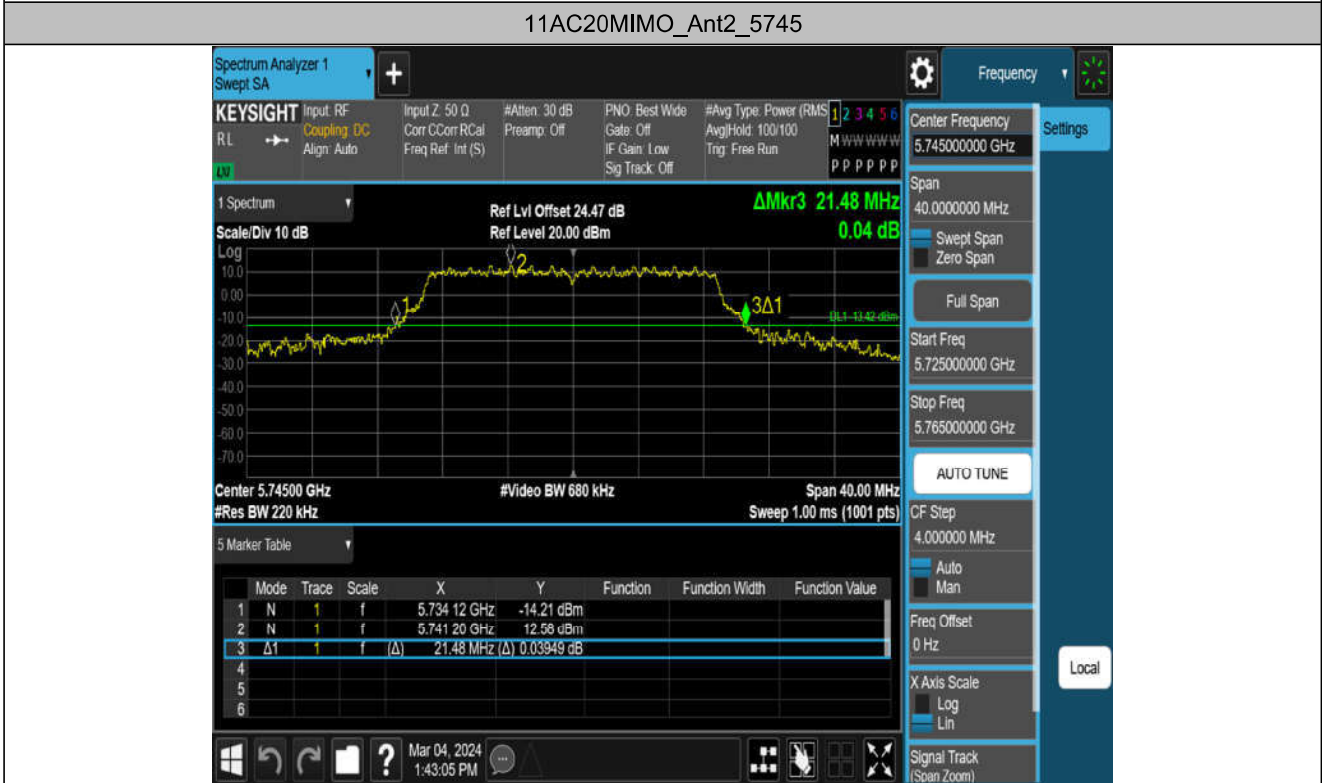 11AC20MIMO_Ant2_5745
Spectrum Analyzer 1
Swept SA
+
Frequency
KEYSIGHT
RL
LXI
Input: RF
Coupling: DC
Align: Auto
Input Z: 50 Ω
Corr CCorr RCal
Freq Ref: Int (S)
#Atten: 30 dB
Preamp: Off
PNO: Best Wide
Gate: Off
IF Gain: Low
Sig Track: Off
#Avg Type: Power (RMS
Avg|Hold: 100/100
Trig: Free Run
1 2 3 4 5 6
M W W W W W
P P P P P P
Center Frequency
5.745000000 GHz
Settings
Span
40.0000000 MHz
Swept Span
Zero Span
Full Span
Start Freq
5.725000000 GHz
Stop Freq
5.765000000 GHz
AUTO TUNE
CF Step
4.000000 MHz
Auto
Man
Freq Offset
0 Hz
X Axis Scale
Log
Lin
Signal Track
(Span Zoom)
Local
1 Spectrum
Scale/Div 10 dB
Ref Lvl Offset 24.47 dB
Ref Level 20.00 dBm
ΔMkr3 21.48 MHz
0.04 dB
Log
10.0
0.00
-10.0
-20.0
-30.0
-40.0
-50.0
-60.0
-70.0
1
2
3Δ1
DL1 -13.42 dBm
Center 5.74500 GHz
#Video BW 680 kHz
Span 40.00 MHz
#Res BW 220 kHz
Sweep 1.00 ms (1001 pts)
5 Marker Table
Mode Trace Scale X Y Function Function Width Function Value
1 N 1 f 5.734 12 GHz -14.21 dBm
2 N 1 f 5.741 20 GHz 12.58 dBm
3 Δ1 1 f (Δ) 21.48 MHz (Δ) 0.03949 dB
4
5
6
?
Mar 04, 2024
1:43:05 PM